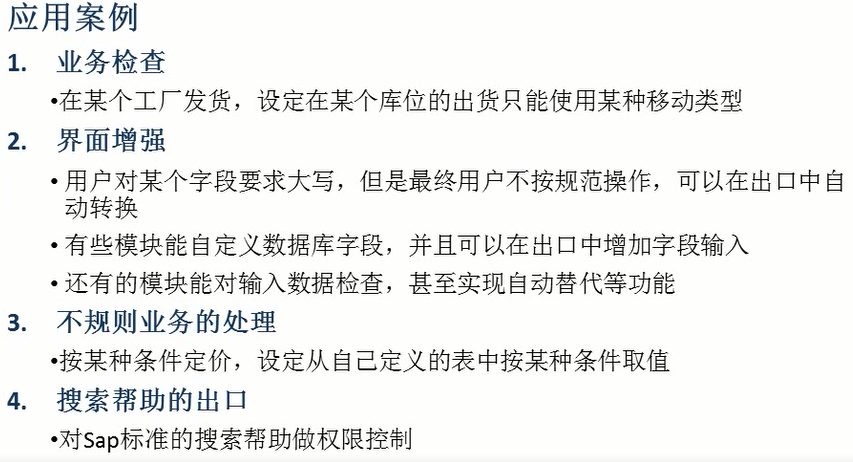 应用案例
1. 业务检查
•在某个工厂发货，设定在某个库位的出货只能使用某种移动类型
2. 界面增强
• 用户对某个字段要求大写，但是最终用户不按规范操作，可以在出口中自
动转换
• 有些模块能自定义数据库字段，并且可以在出口中增加字段输入
• 还有的模块能对输入数据检查，甚至实现自动替代等功能
3. 不规则业务的处理
•按某种条件定价，设定从自己定义的表中按某种条件取值
4. 搜索帮助的出口
•对Sap标准的搜索帮助做权限控制